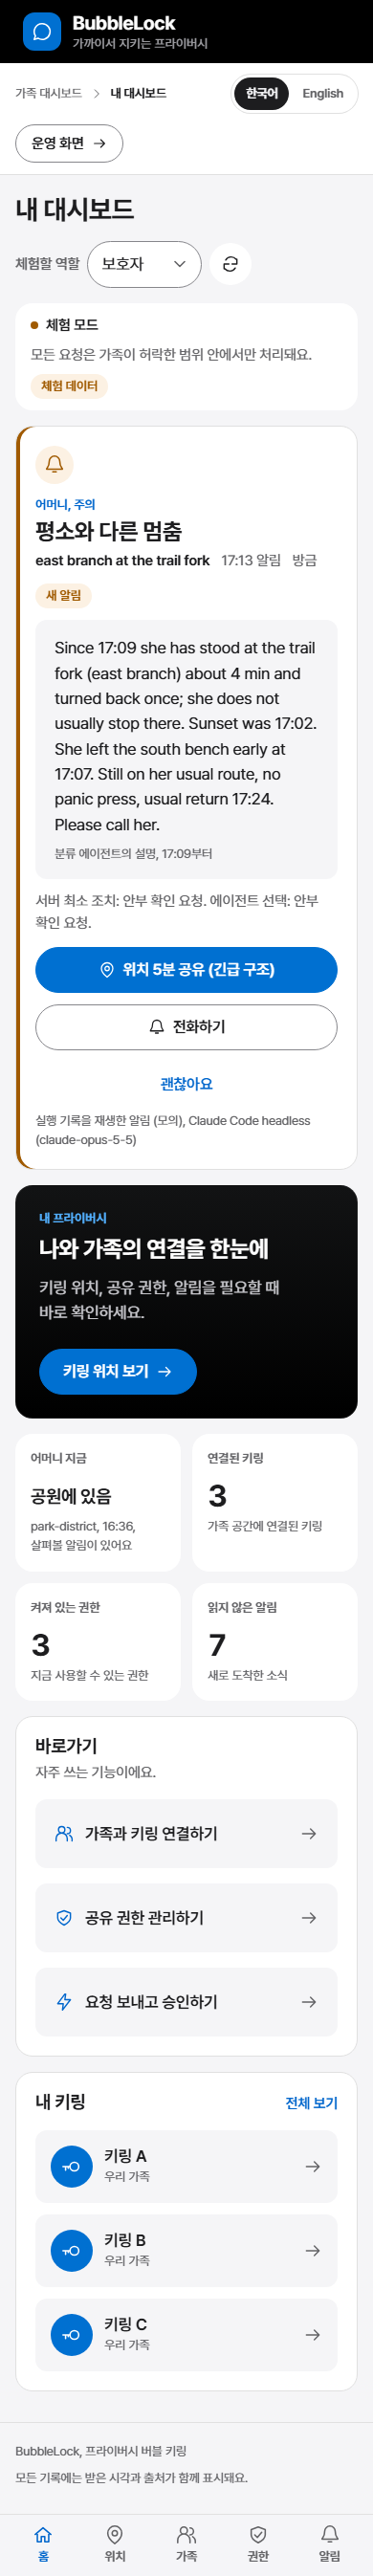 BubbleLock
가까이서 지키는 프라이버시
가족 대시보드 > 내 대시보드
한국어 English
운영 화면 →
내 대시보드
체험할 역할 보호자
체험 모드
모든 요청은 가족이 허락한 범위 안에서만 처리돼요.
체험 데이터
어머니, 주의
평소와 다른 멈춤
east branch at the trail fork 17:13 알림 방금
새 알림
Since 17:09 she has stood at the trail
fork (east branch) about 4 min and
turned back once; she does not
usually stop there. Sunset was 17:02.
She left the south bench early at
17:07. Still on her usual route, no
panic press, usual return 17:24.
Please call her.
분류 에이전트의 설명, 17:09부터
서버 최소 조치: 안부 확인 요청. 에이전트 선택: 안부
확인 요청.
위치 5분 공유 (긴급 구조)
전화하기
괜찮아요
실행 기록을 재생한 알림 (모의), Claude Code headless
(claude-opus-5-5)
내 프라이버시
나와 가족의 연결을 한눈에
키링 위치, 공유 권한, 알림을 필요할 때
바로 확인하세요.
키링 위치 보기 →
어머니 지금
공원에 있음
park-district, 16:36,
살펴볼 알림이 있어요
연결된 키링
3
가족 공간에 연결된 키링
켜져 있는 권한
3
지금 사용할 수 있는 권한
읽지 않은 알림
7
새로 도착한 소식
바로가기
자주 쓰는 기능이에요.
가족과 키링 연결하기 →
공유 권한 관리하기 →
요청 보내고 승인하기 →
내 키링 전체 보기
키링 A
우리 가족
키링 B
우리 가족
키링 C
우리 가족
BubbleLock, 프라이버시 버블 키링
모든 기록에는 받은 시각과 출처가 함께 표시돼요.
홈 위치 가족 권한 알림